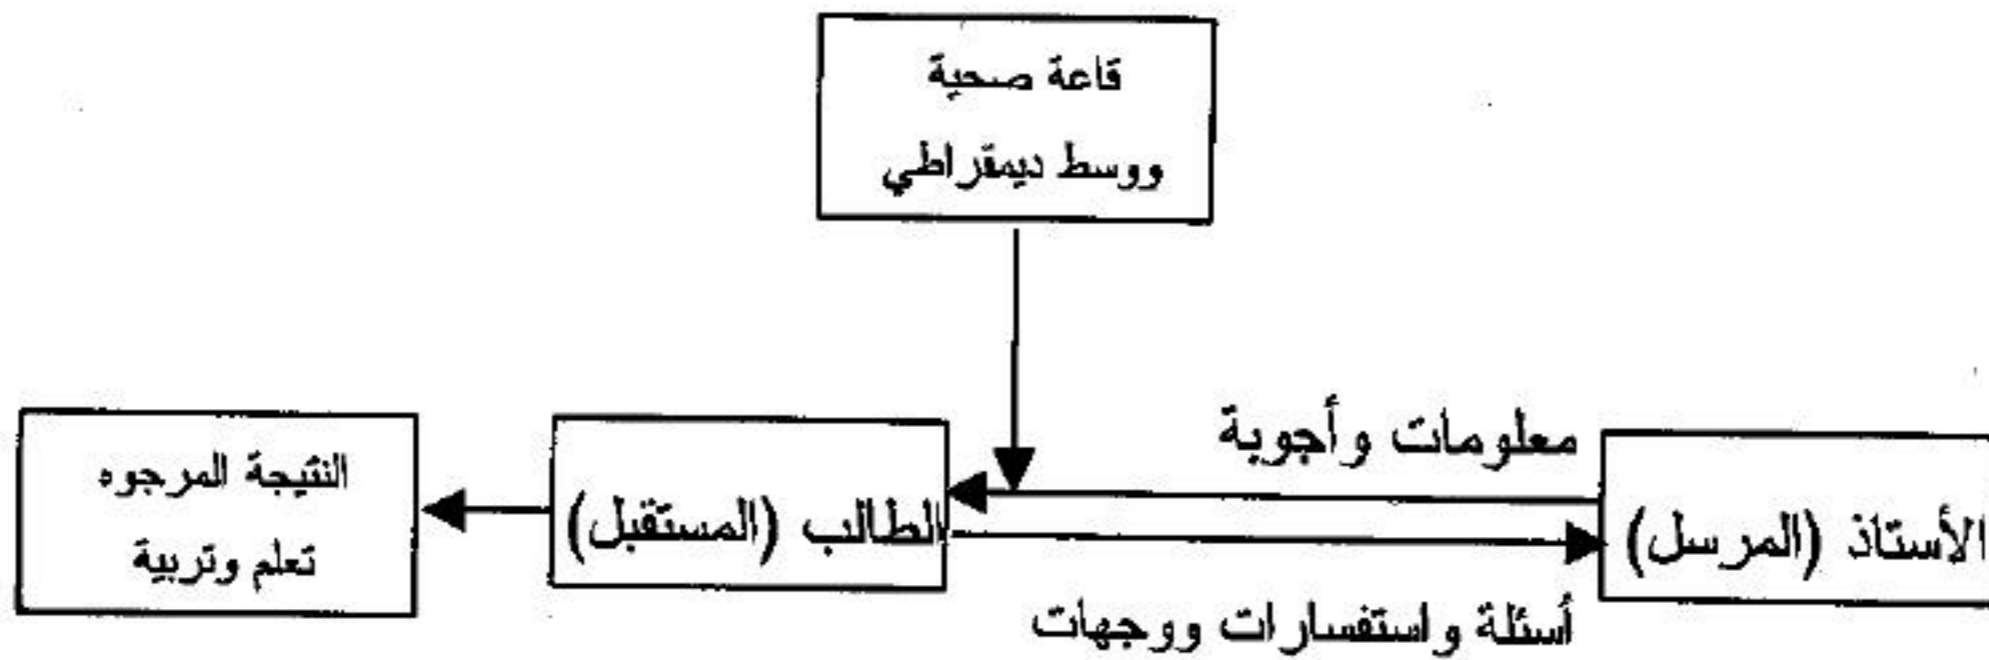 قاعة صحية
ووسط ديمقراطي
معلومات وأجوبة
الأستاذ (المرسل)
الطالب (المستقبل)
النتيجة المرجوه
تعلم وتربية
أسئلة واستفسارات ووجهات